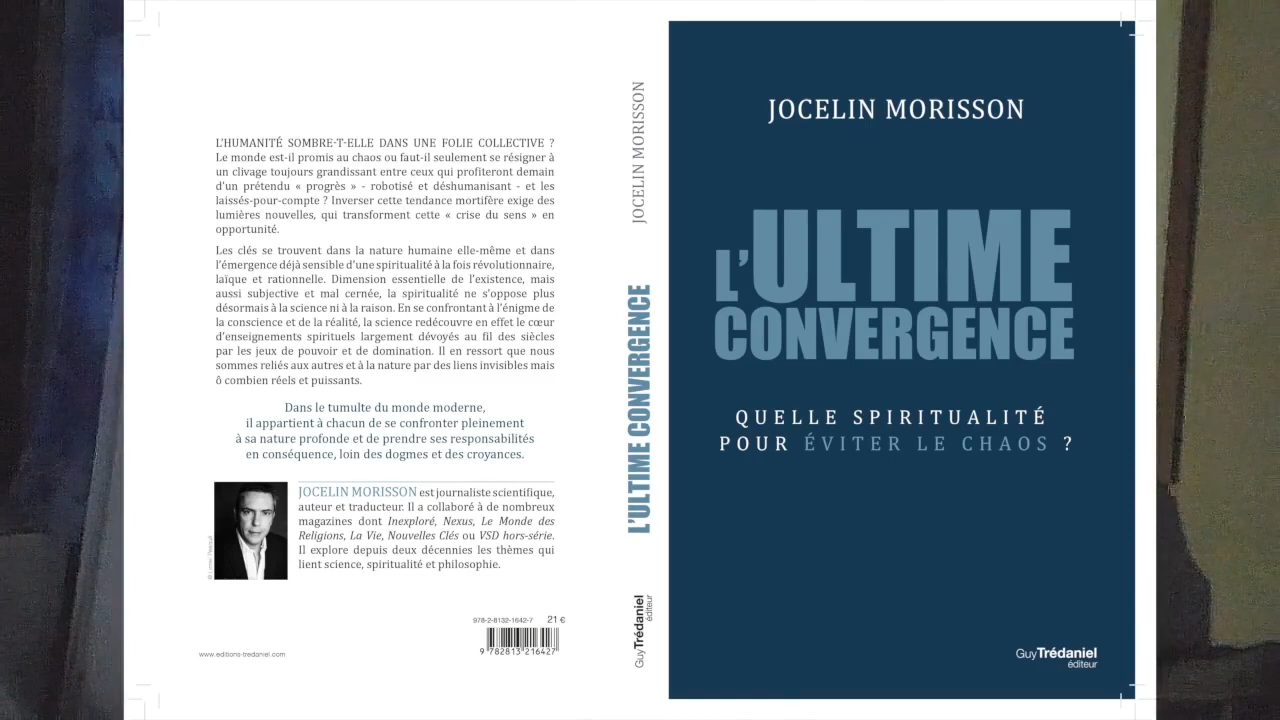 L'HUMANITÉ SOMBRE-T-ELLE DANS UNE FOLIE COLLECTIVE ?
Le monde est-il promis au chaos ou faut-il seulement se résigner à
un clivage toujours grandissant entre ceux qui profiteront demain
d'un prétendu « progrès » - robotisé et déshumanisant - et les
laissés-pour-compte ? Inverser cette tendance mortifère exige des
lumières nouvelles, qui transforment cette « crise du sens » en
opportunité.
Les clés se trouvent dans la nature humaine elle-même et dans
l'émergence déjà sensible d'une spiritualité à la fois révolutionnaire,
laïque et rationnelle. Dimension essentielle de l'existence, mais
aussi subjective et mal cernée, la spiritualité ne s'oppose plus
désormais à la science ni à la raison. En se confrontant à l'énigme de
la conscience et de la réalité, la science redécouvre en effet le cœur
d'enseignements spirituels largement dévoyés au fil des siècles
par les jeux de pouvoir et de domination. Il en ressort que nous
sommes reliés aux autres et à la nature par des liens invisibles mais
ô combien réels et puissants.
Dans le tumulte du monde moderne,
il appartient à chacun de se confronter pleinement
à sa nature profonde et de prendre ses responsabilités
en conséquence, loin des dogmes et des croyances.
JOCELIN MORISSON est journaliste scientifique,
auteur et traducteur. Il a collaboré à de nombreux
magazines dont Inexploré, Nexus, Le Monde des
Religions, La Vie, Nouvelles Clés ou VSD hors-série.
Il explore depuis deux décennies les thèmes qui
lient science, spiritualité et philosophie.
978-2-8132-1642-7 21 €
9 782813 216427
www.editions-tredaniel.com
JOCELIN MORISSON
L'ULTIME CONVERGENCE
GuyTrédaniel
éditeur
JOCELIN MORISSON
L'ULTIME
CONVERGENCE
QUELLE SPIRITUALITÉ
POUR ÉVITER LE CHAOS ?
GuyTrédaniel
éditeur